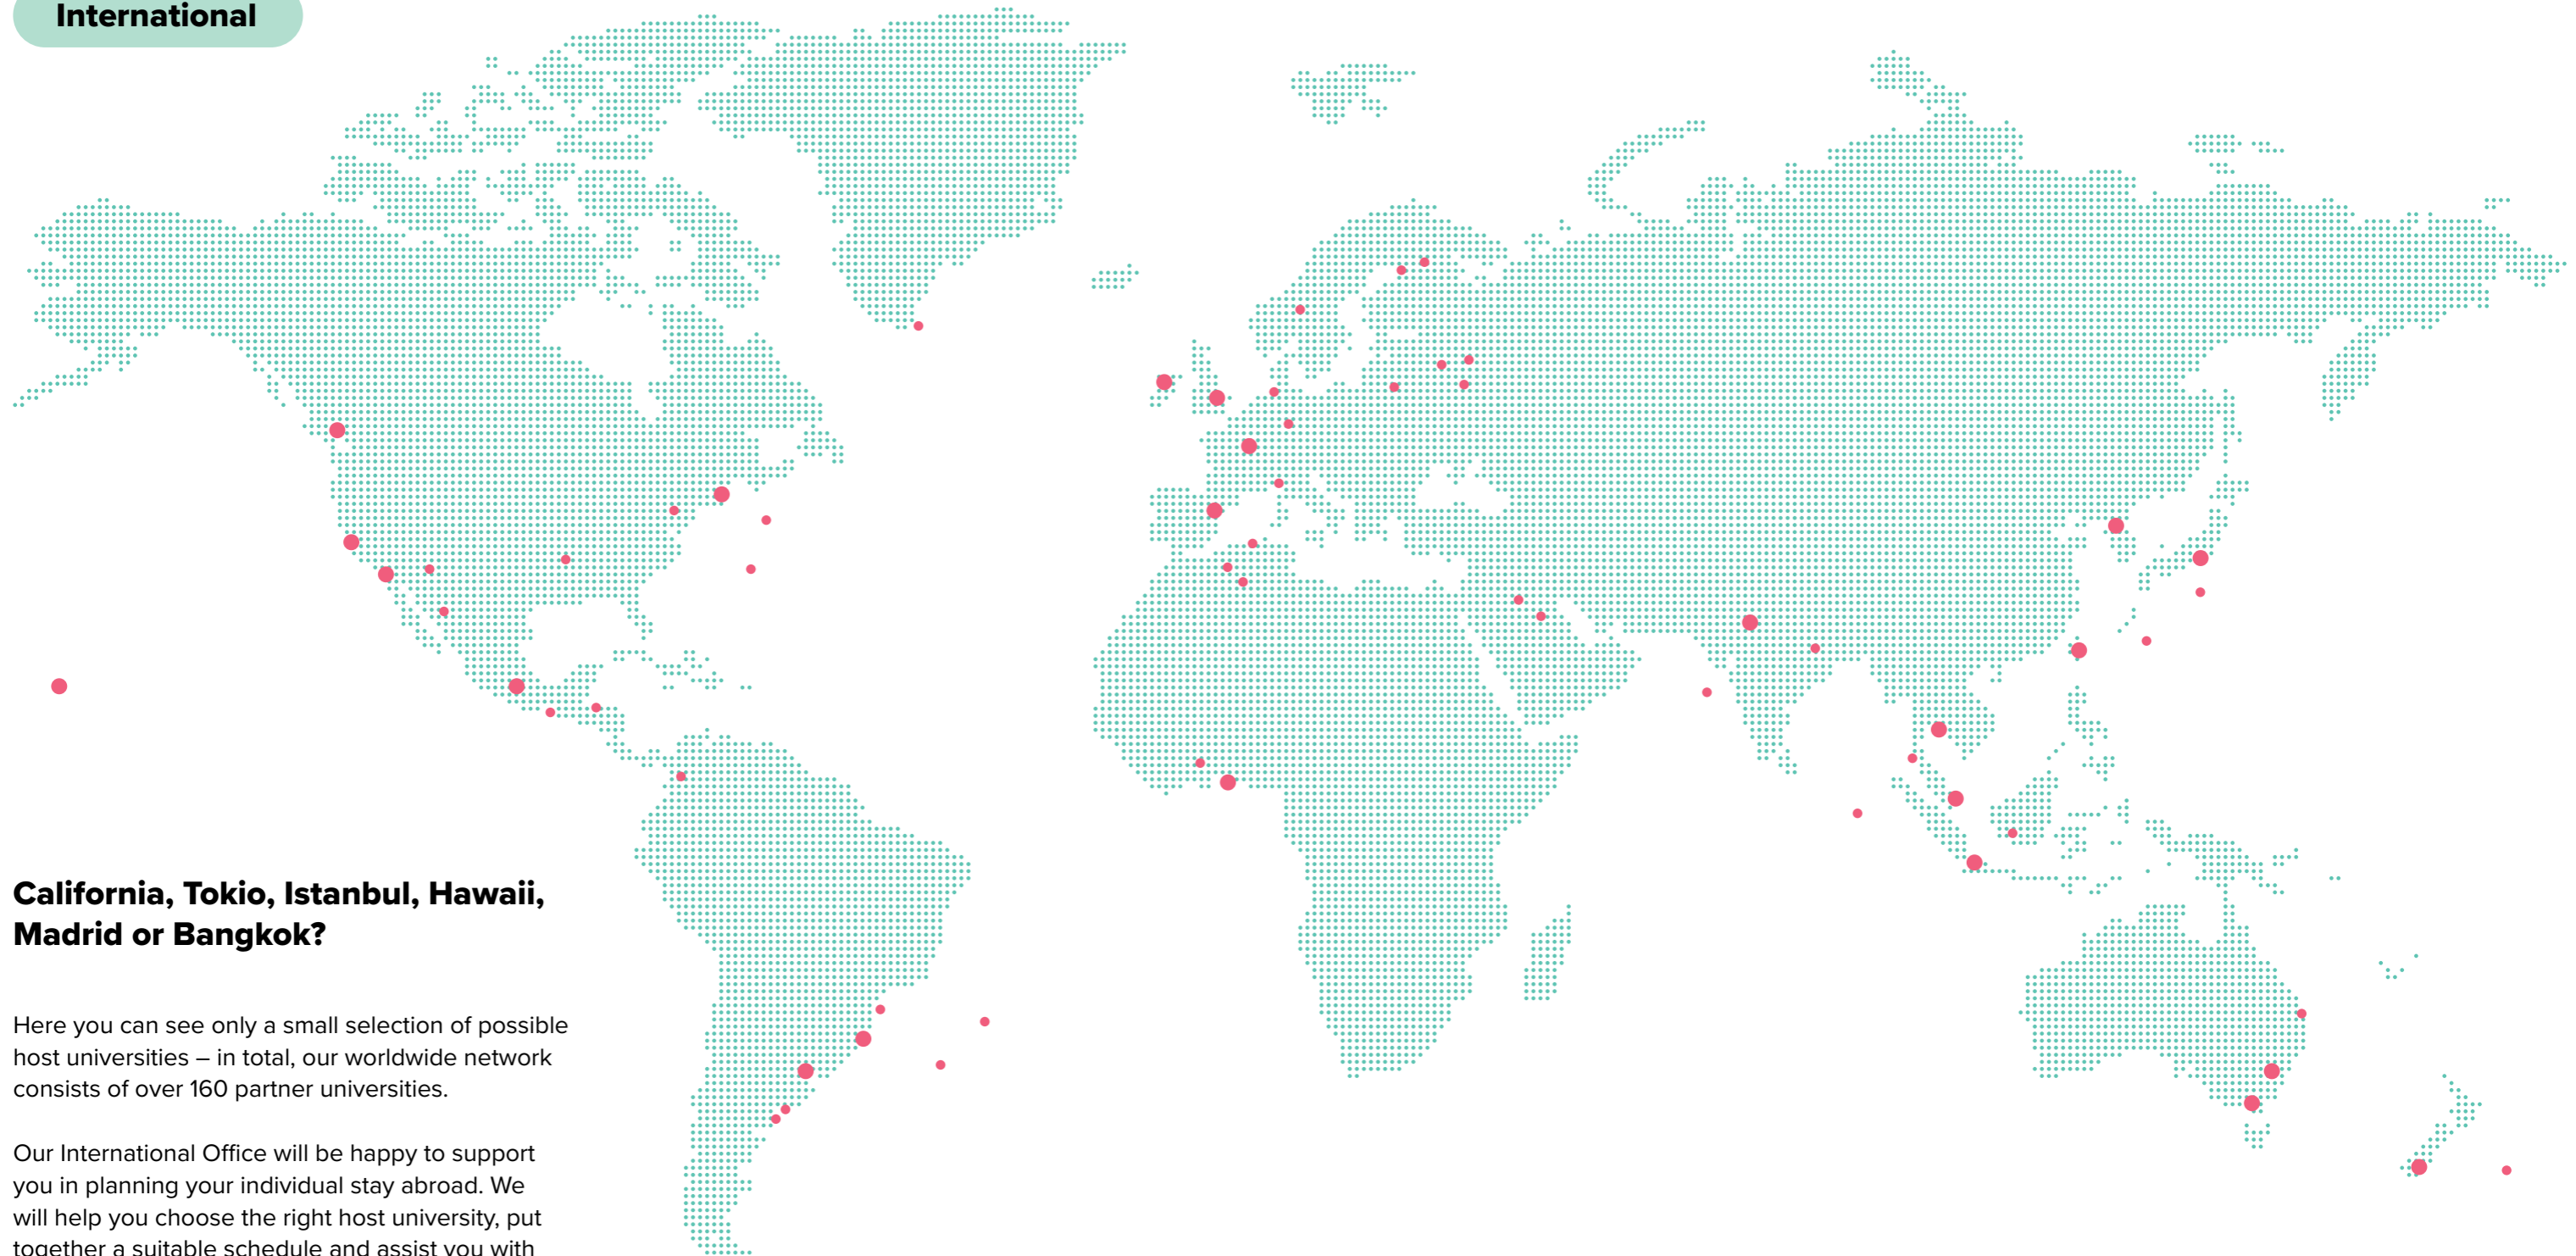 International
California, Tokio, Istanbul, Hawaii,
Madrid or Bangkok?
Here you can see only a small selection of possible
host universities – in total, our worldwide network
consists of over 160 partner universities.
Our International Office will be happy to support
you in planning your individual stay abroad. We
will help you choose the right host university, put
together a suitable schedule and assist you with